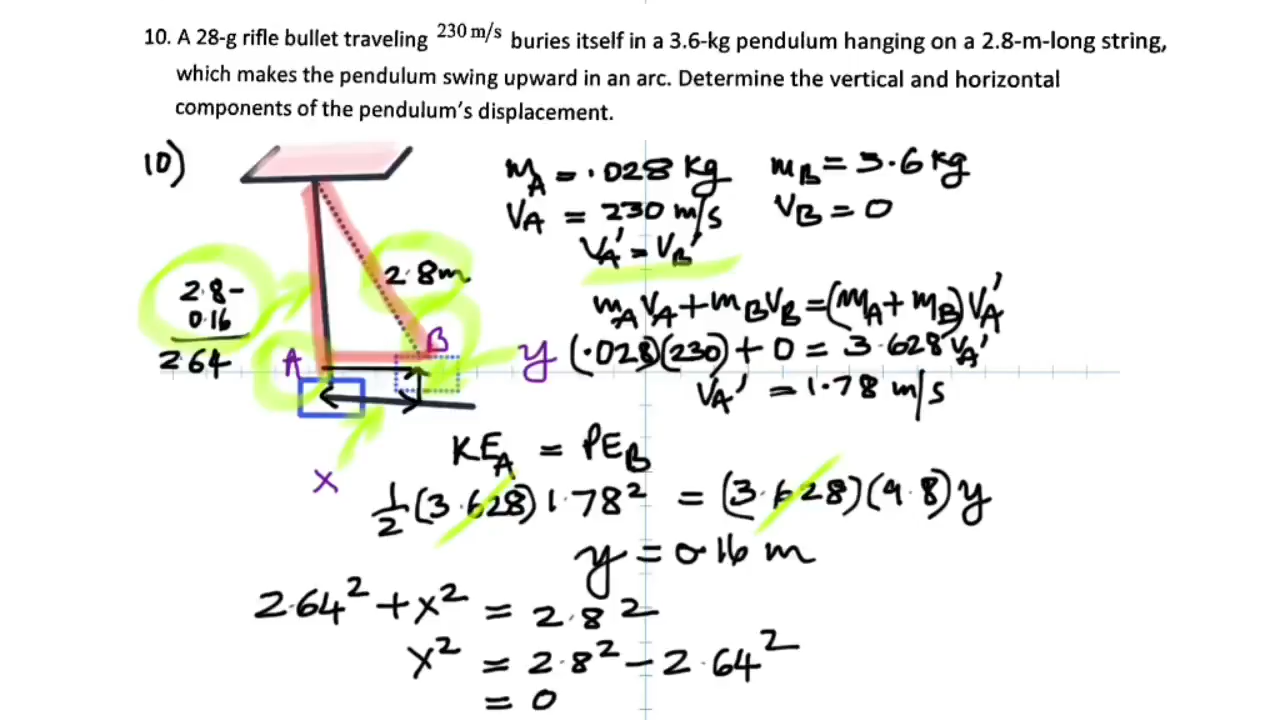 10. A 28-g rifle bullet traveling 230 m/s buries itself in a 3.6-kg pendulum hanging on a 2.8-m-long string,
which makes the pendulum swing upward in an arc. Determine the vertical and horizontal
components of the pendulum's displacement.
10)
mA = .028 kg mB = 3.6 kg
VA = 230 m/s VB = 0
VA' = VB'
2.8 m
2.8 -
0.16
2.64
A
B
y
x
mAVA + mBVB = (mA + mB)VA'
(.028)(230) + 0 = 3.628 VA'
VA' = 1.78 m/s
KEA = PEB
1/2 (3.628) 1.78² = (3.628)(9.8) y
y = 0.16 m
2.64² + x² = 2.8²
x² = 2.8² - 2.64²
= 0